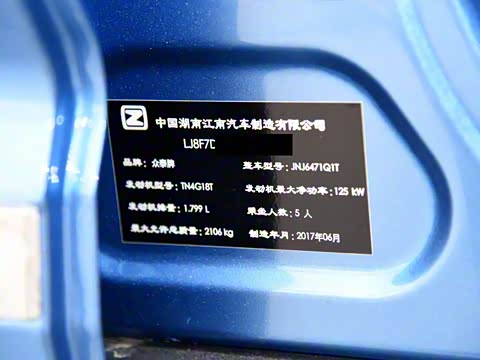 中国湖南江南汽车制造有限公司
LJ8F7
品牌：众泰牌 整车型号：JNJ6471Q1T
发动机型号：TN4G18T 发动机最大净功率：125 kW
发动机排量：1.799 L 乘坐人数：5 人
最大允许总质量：2106 kg 制造年月：2017年06月